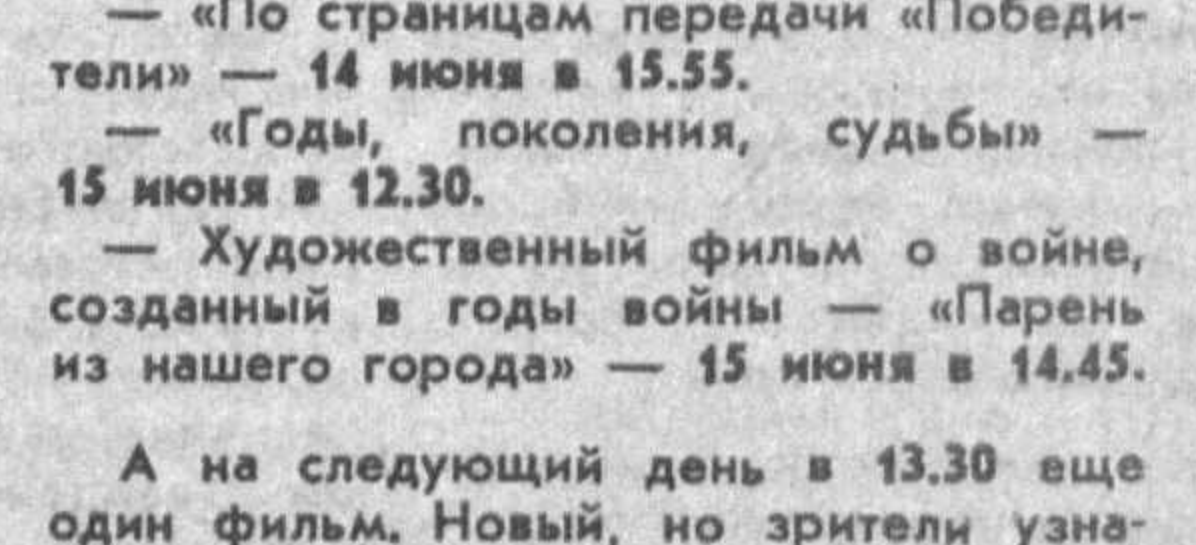 — «По страницам передачи «Победи-
тели» — 14 июня в 15.55.
— «Годы, поколения, судьбы» —
15 июня в 12.30.
— Художественный фильм о войне,
созданный в годы войны — «Парень
из нашего города» — 15 июня в 14.45.
А на следующий день в 13.30 еще
один фильм. Новый, но зрители узна-